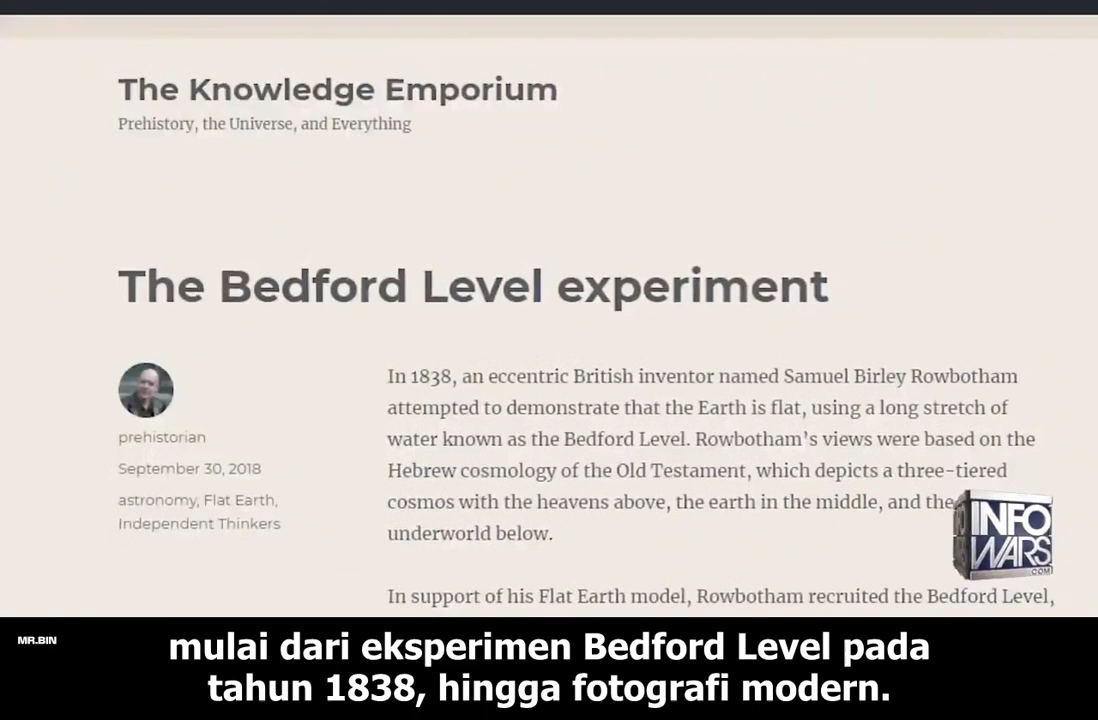 The Knowledge Emporium
Prehistory, the Universe, and Everything
The Bedford Level experiment
prehistorian
September 30, 2018
astronomy, Flat Earth,
Independent Thinkers
In 1838, an eccentric British inventor named Samuel Birley Rowbotham
attempted to demonstrate that the Earth is flat, using a long stretch of
water known as the Bedford Level. Rowbotham's views were based on the
Hebrew cosmology of the Old Testament, which depicts a three-tiered
cosmos with the heavens above, the earth in the middle, and the
underworld below.
In support of his Flat Earth model, Rowbotham recruited the Bedford Level,
INFO
WARS
.COM
MR.BIN
mulai dari eksperimen Bedford Level pada
tahun 1838, hingga fotografi modern.